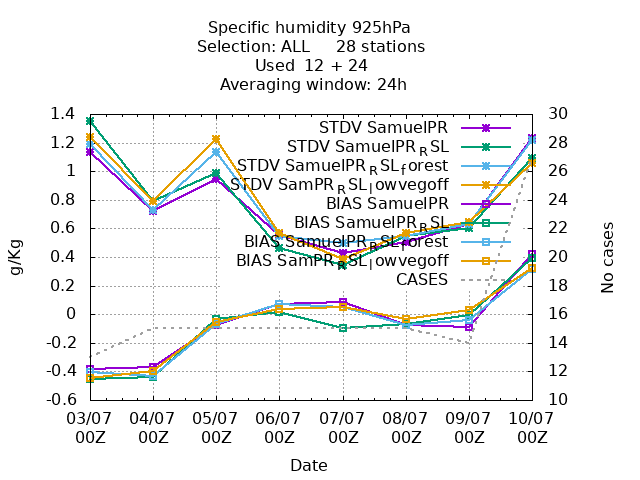 Specific humidity 925hPa
Selection: ALL 28 stations
Used 12 + 24
Averaging window: 24h
1.4
1.2
1
0.8
0.6
0.4
0.2
0
-0.2
-0.4
-0.6
g/Kg
STDV SamuelPR
STDV SamuelPR_RSL
STDV SamuelPR_RSL_forest
STDV SamPR_RSL_lowvegoff
BIAS SamuelPR
BIAS SamuelPR_RSL
BIAS SamuelPR_RSL_forest
BIAS SamPR_RSL_lowvegoff
CASES
30
28
26
24
22
20
18
16
14
12
10
No cases
03/07 04/07 05/07 06/07 07/07 08/07 09/07 10/07
00Z 00Z 00Z 00Z 00Z 00Z 00Z 00Z
Date